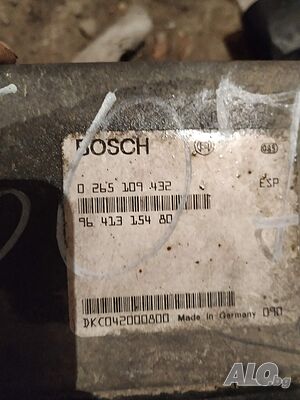 BOSCH
0 265 109 432
ESP
96 413 154 80
DKC042000800 Made in Germany 090
ALO.bg